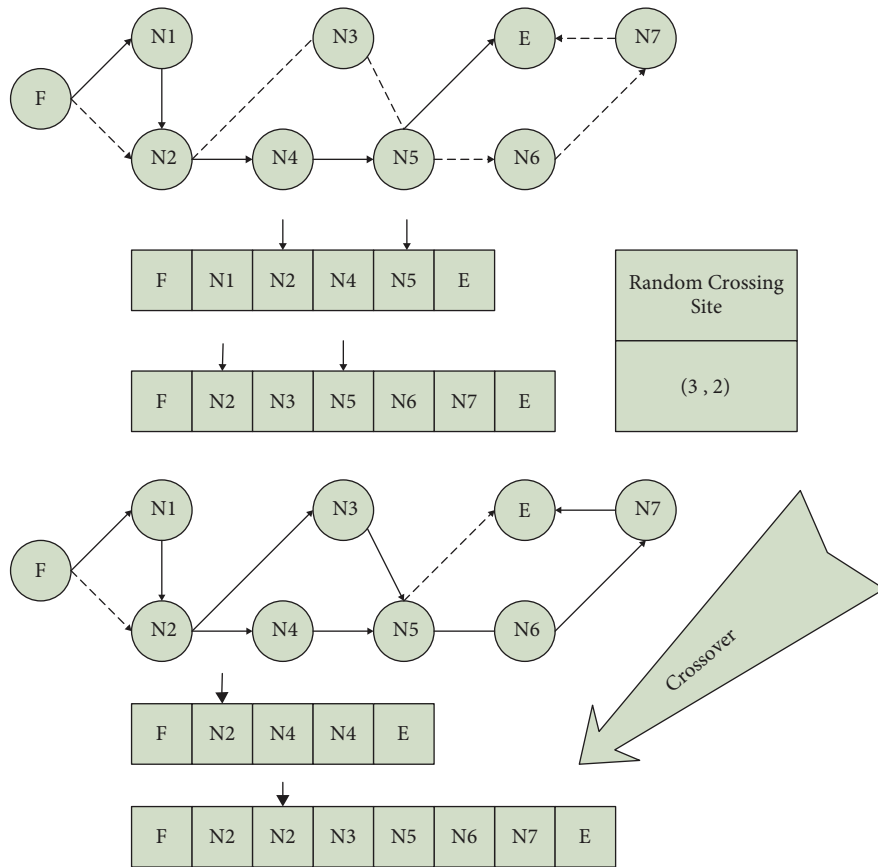 N1
N3
E
N7
F
N2
N4
N5
N6
F N1 N2 N4 N5 E
Random Crossing
Site
(3 , 2)
F N2 N3 N5 N6 N7 E
N1
N3
E
N7
F
N2
N4
N5
N6
Crossover
F N2 N4 N4 E
F N2 N2 N3 N5 N6 N7 E